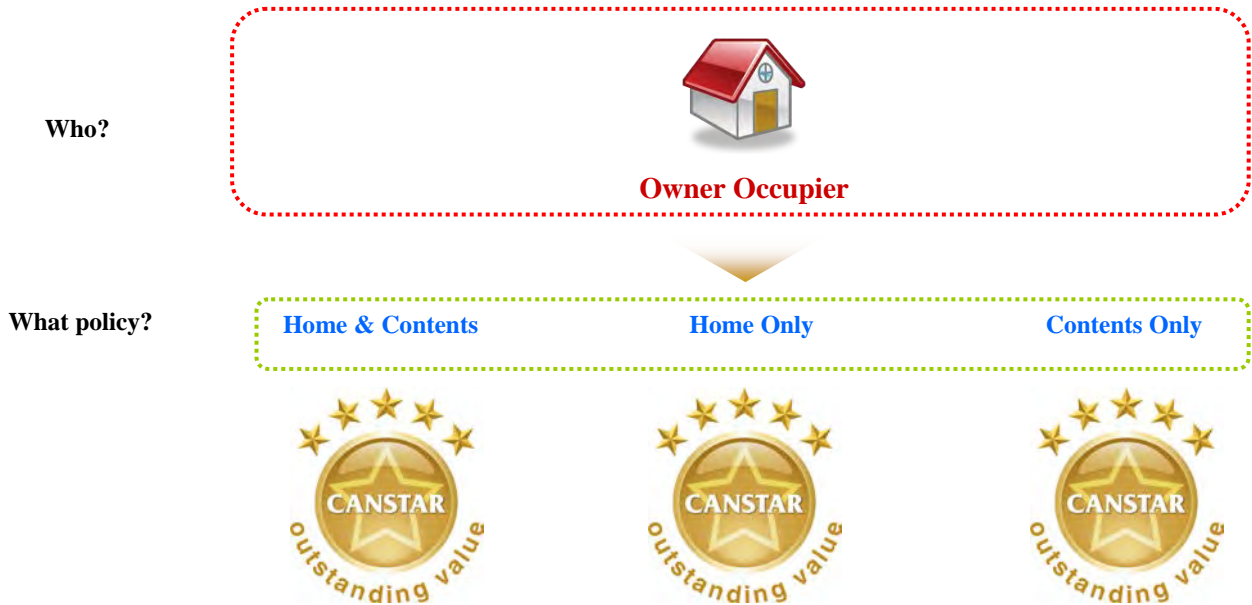 Who?
Owner Occupier
What policy?
Home & Contents
Home Only
Contents Only
CANSTAR
outstanding value
CANSTAR
outstanding value
CANSTAR
outstanding value